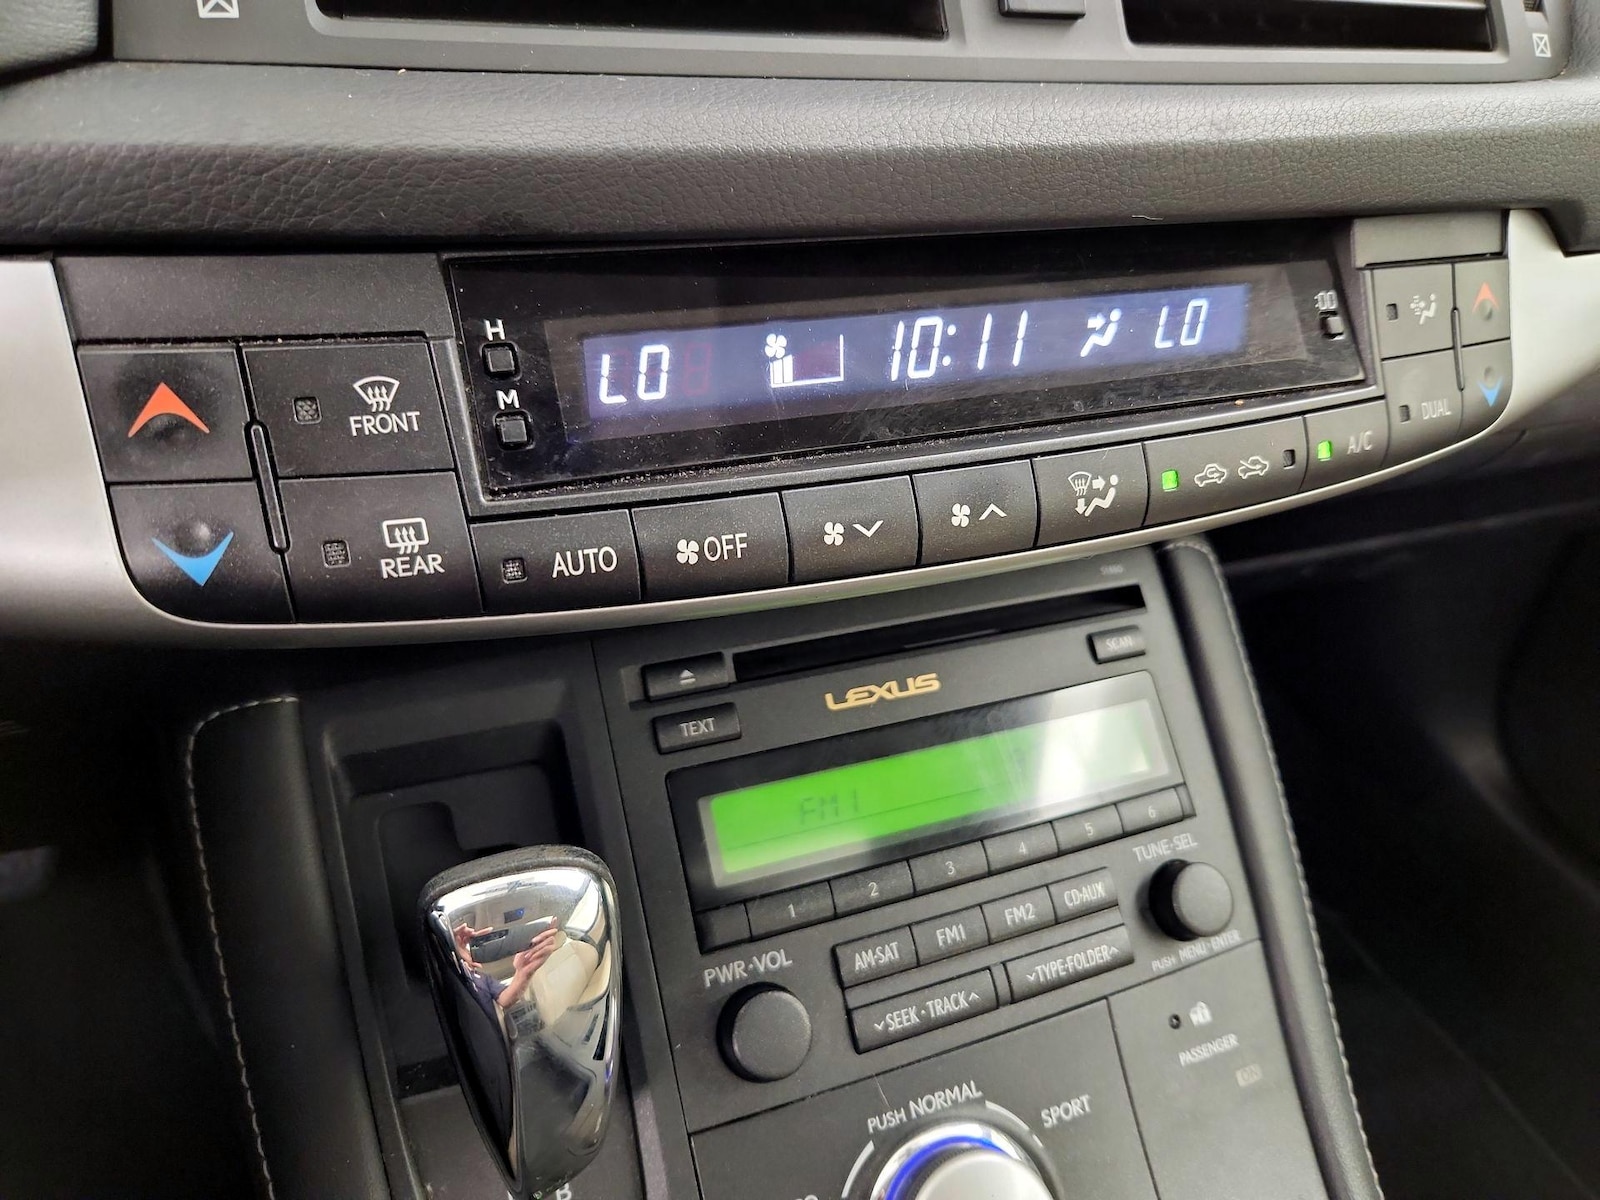 H
M
:00
LO 10:11 LO
FRONT
REAR
AUTO
OFF
A/C
DUAL
SCAN
LEXUS
TEXT
FM1
1 2 3 4 5 6
TUNE·SEL
PUSH MENU·ENTER
AM·SAT FM1 FM2 CD·AUX
SEEK·TRACK TYPE·FOLDER
PWR·VOL
PASSENGER
ON
PUSH NORMAL
SPORT
B